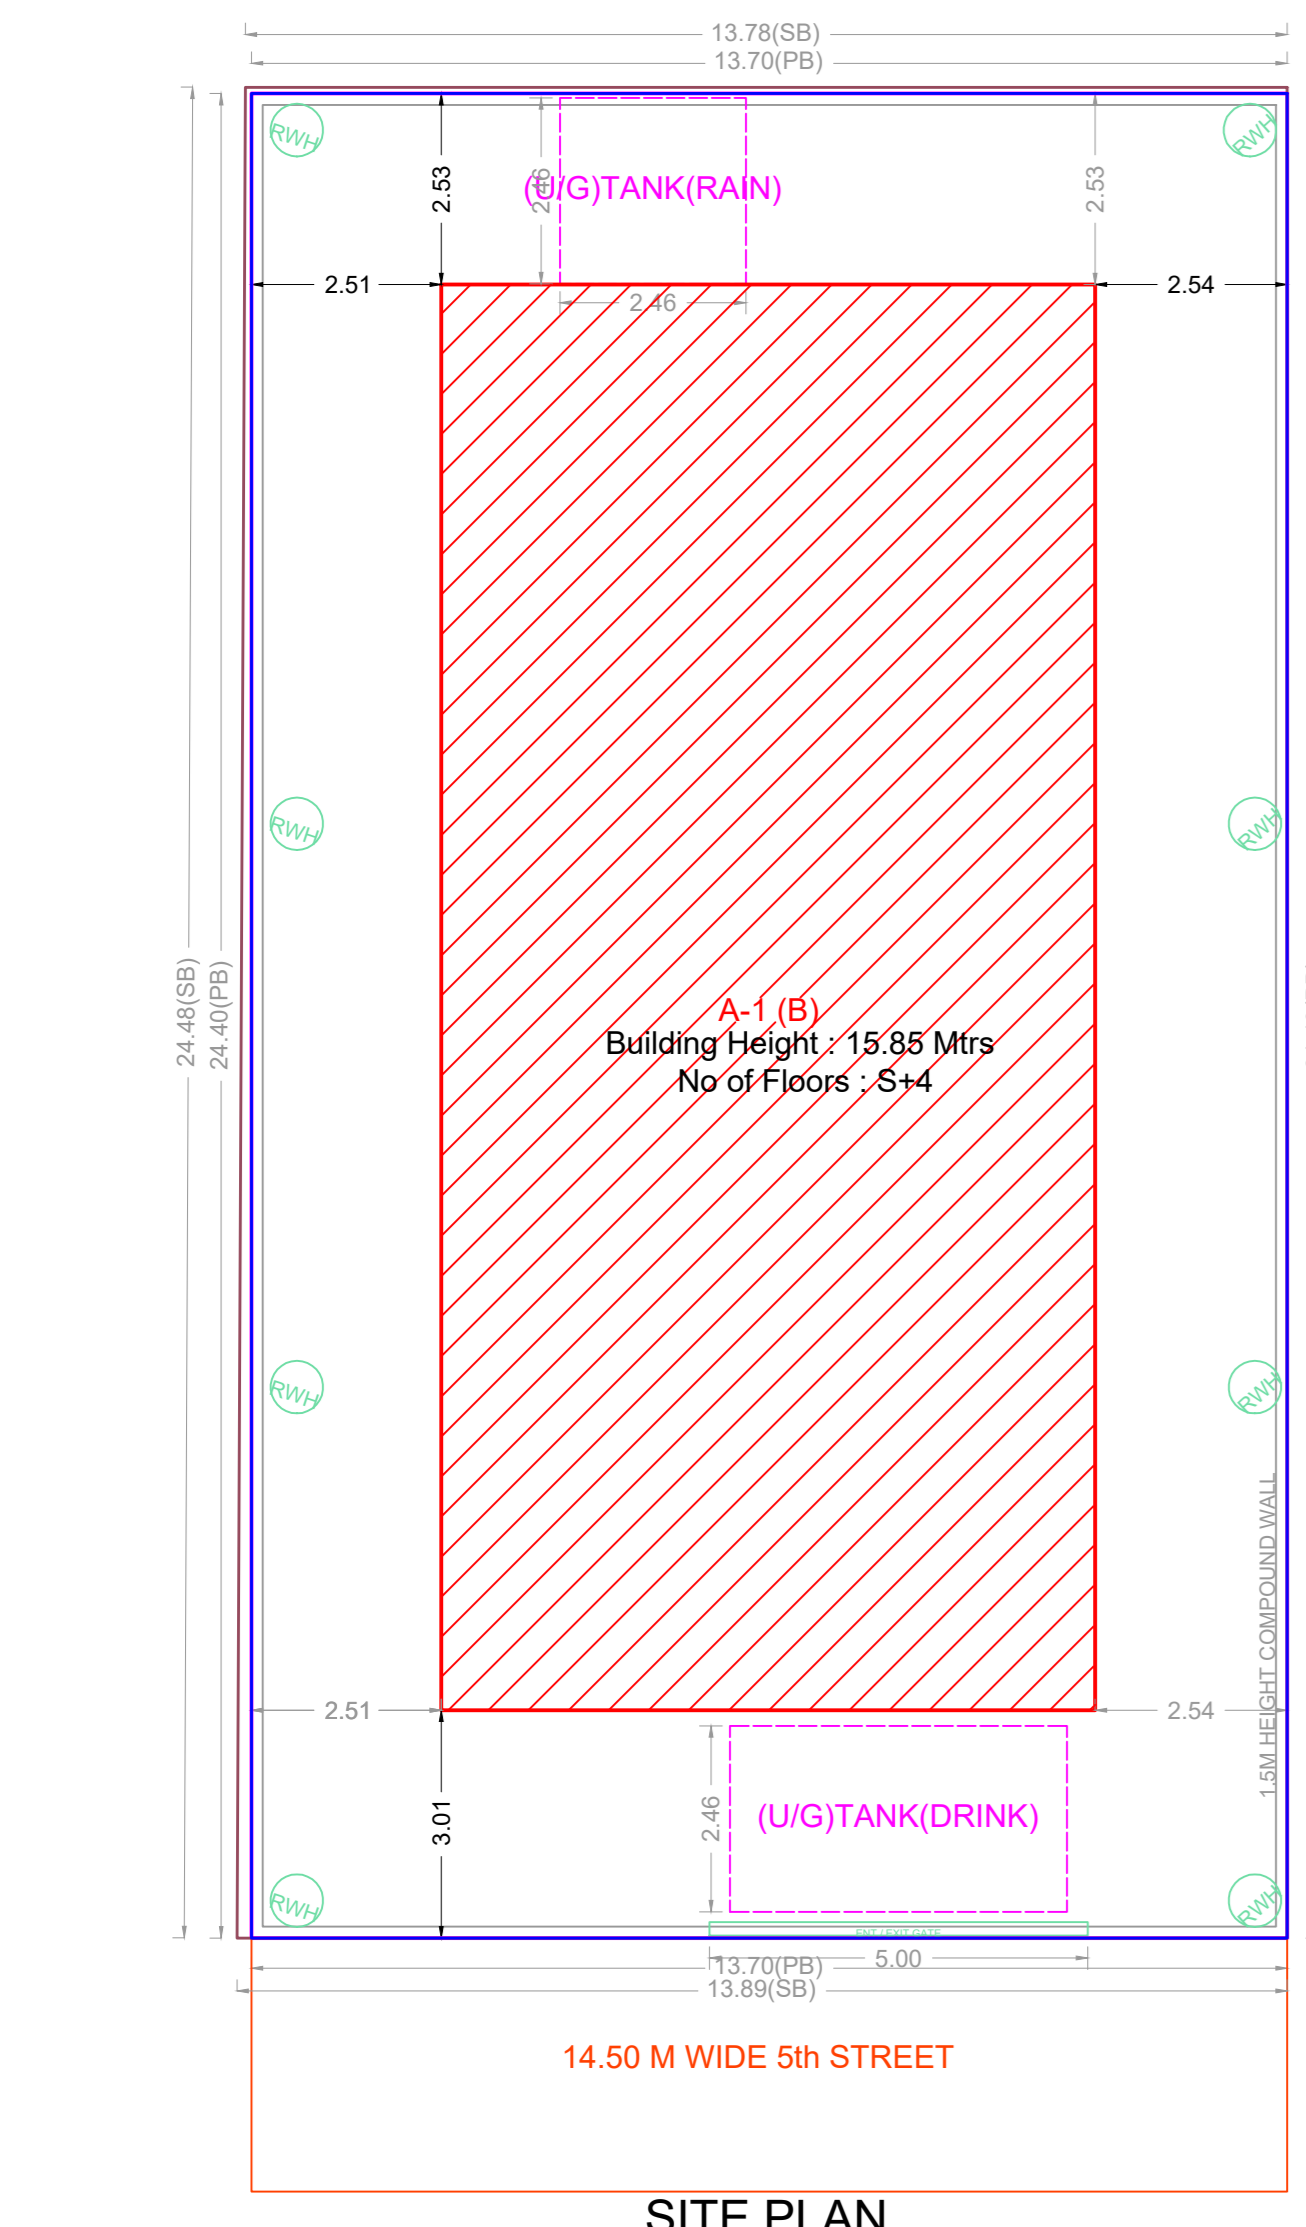 13.78(SB)
13.70(PB)
RWH
RWH
2.53
2.46
(U/G)TANK(RAIN)
2.53
2.51
2.46
2.54
RWH
RWH
24.48(SB)
24.40(PB)
A-1 (B)
Building Height : 15.85 Mtrs
No of Floors : S+4
RWH
RWH
1.5M HEIGHT COMPOUND WALL
2.51
2.54
3.01
2.46
(U/G)TANK(DRINK)
RWH
RWH
ENT / EXIT GATE
13.70(PB)
5.00
13.89(SB)
14.50 M WIDE 5th STREET
SITE PLAN